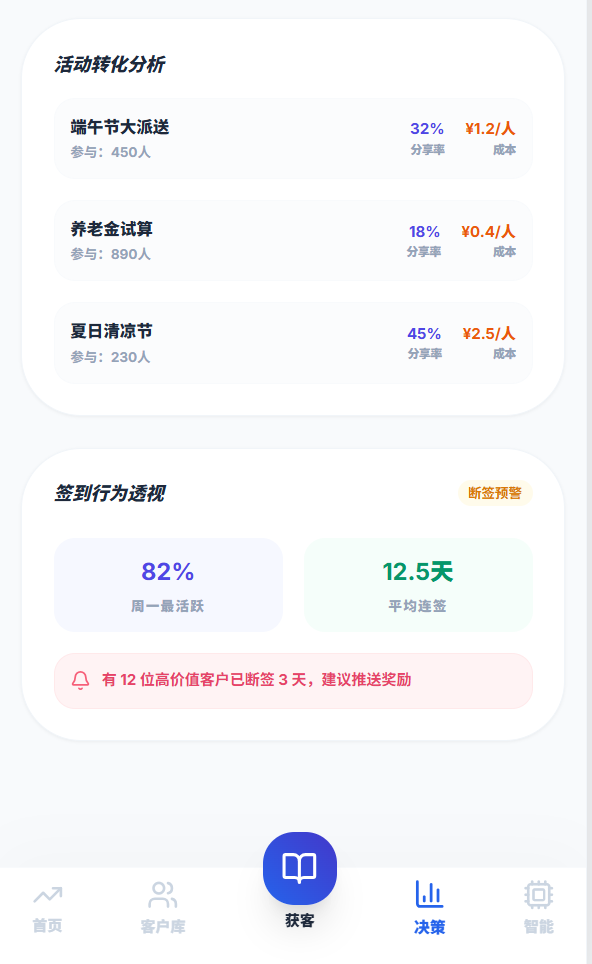 活动转化分析
端午节大派送
参与：450人
32%
分享率
¥1.2/人
成本
养老金试算
参与：890人
18%
分享率
¥0.4/人
成本
夏日清凉节
参与：230人
45%
分享率
¥2.5/人
成本
签到行为透视
断签预警
82%
周一最活跃
12.5天
平均连签
有 12 位高价值客户已断签 3 天，建议推送奖励
首页
客户库
获客
决策
智能